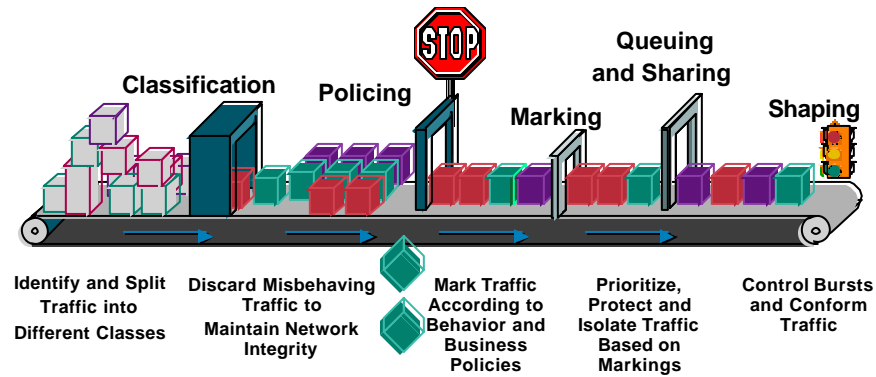 STOP
Queuing
and Sharing
Classification
Policing
Marking
Shaping
Identify and Split
Traffic into
Different Classes
Discard Misbehaving
Traffic to
Maintain Network
Integrity
Mark Traffic
According to
Behavior and
Business
Policies
Prioritize,
Protect and
Isolate Traffic
Based on
Markings
Control Bursts
and Conform
Traffic